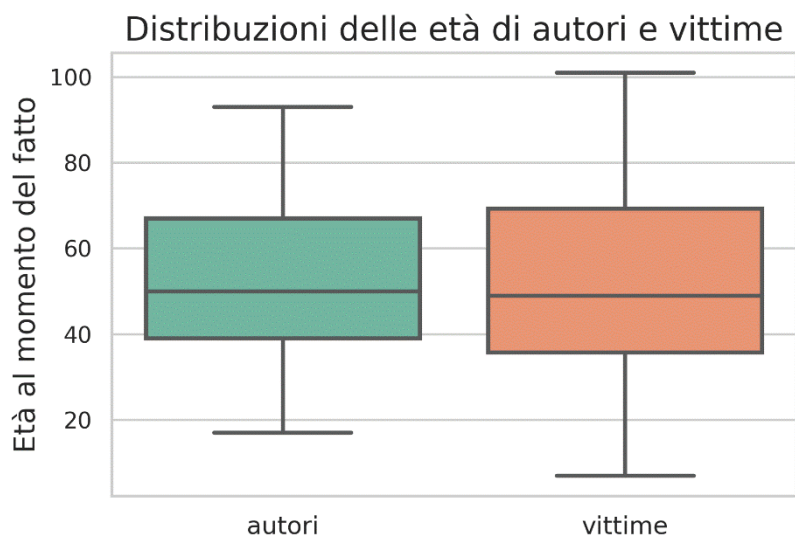 Distribuzioni delle età di autori e vittime
Età al momento del fatto
100
80
60
40
20
autori
vittime